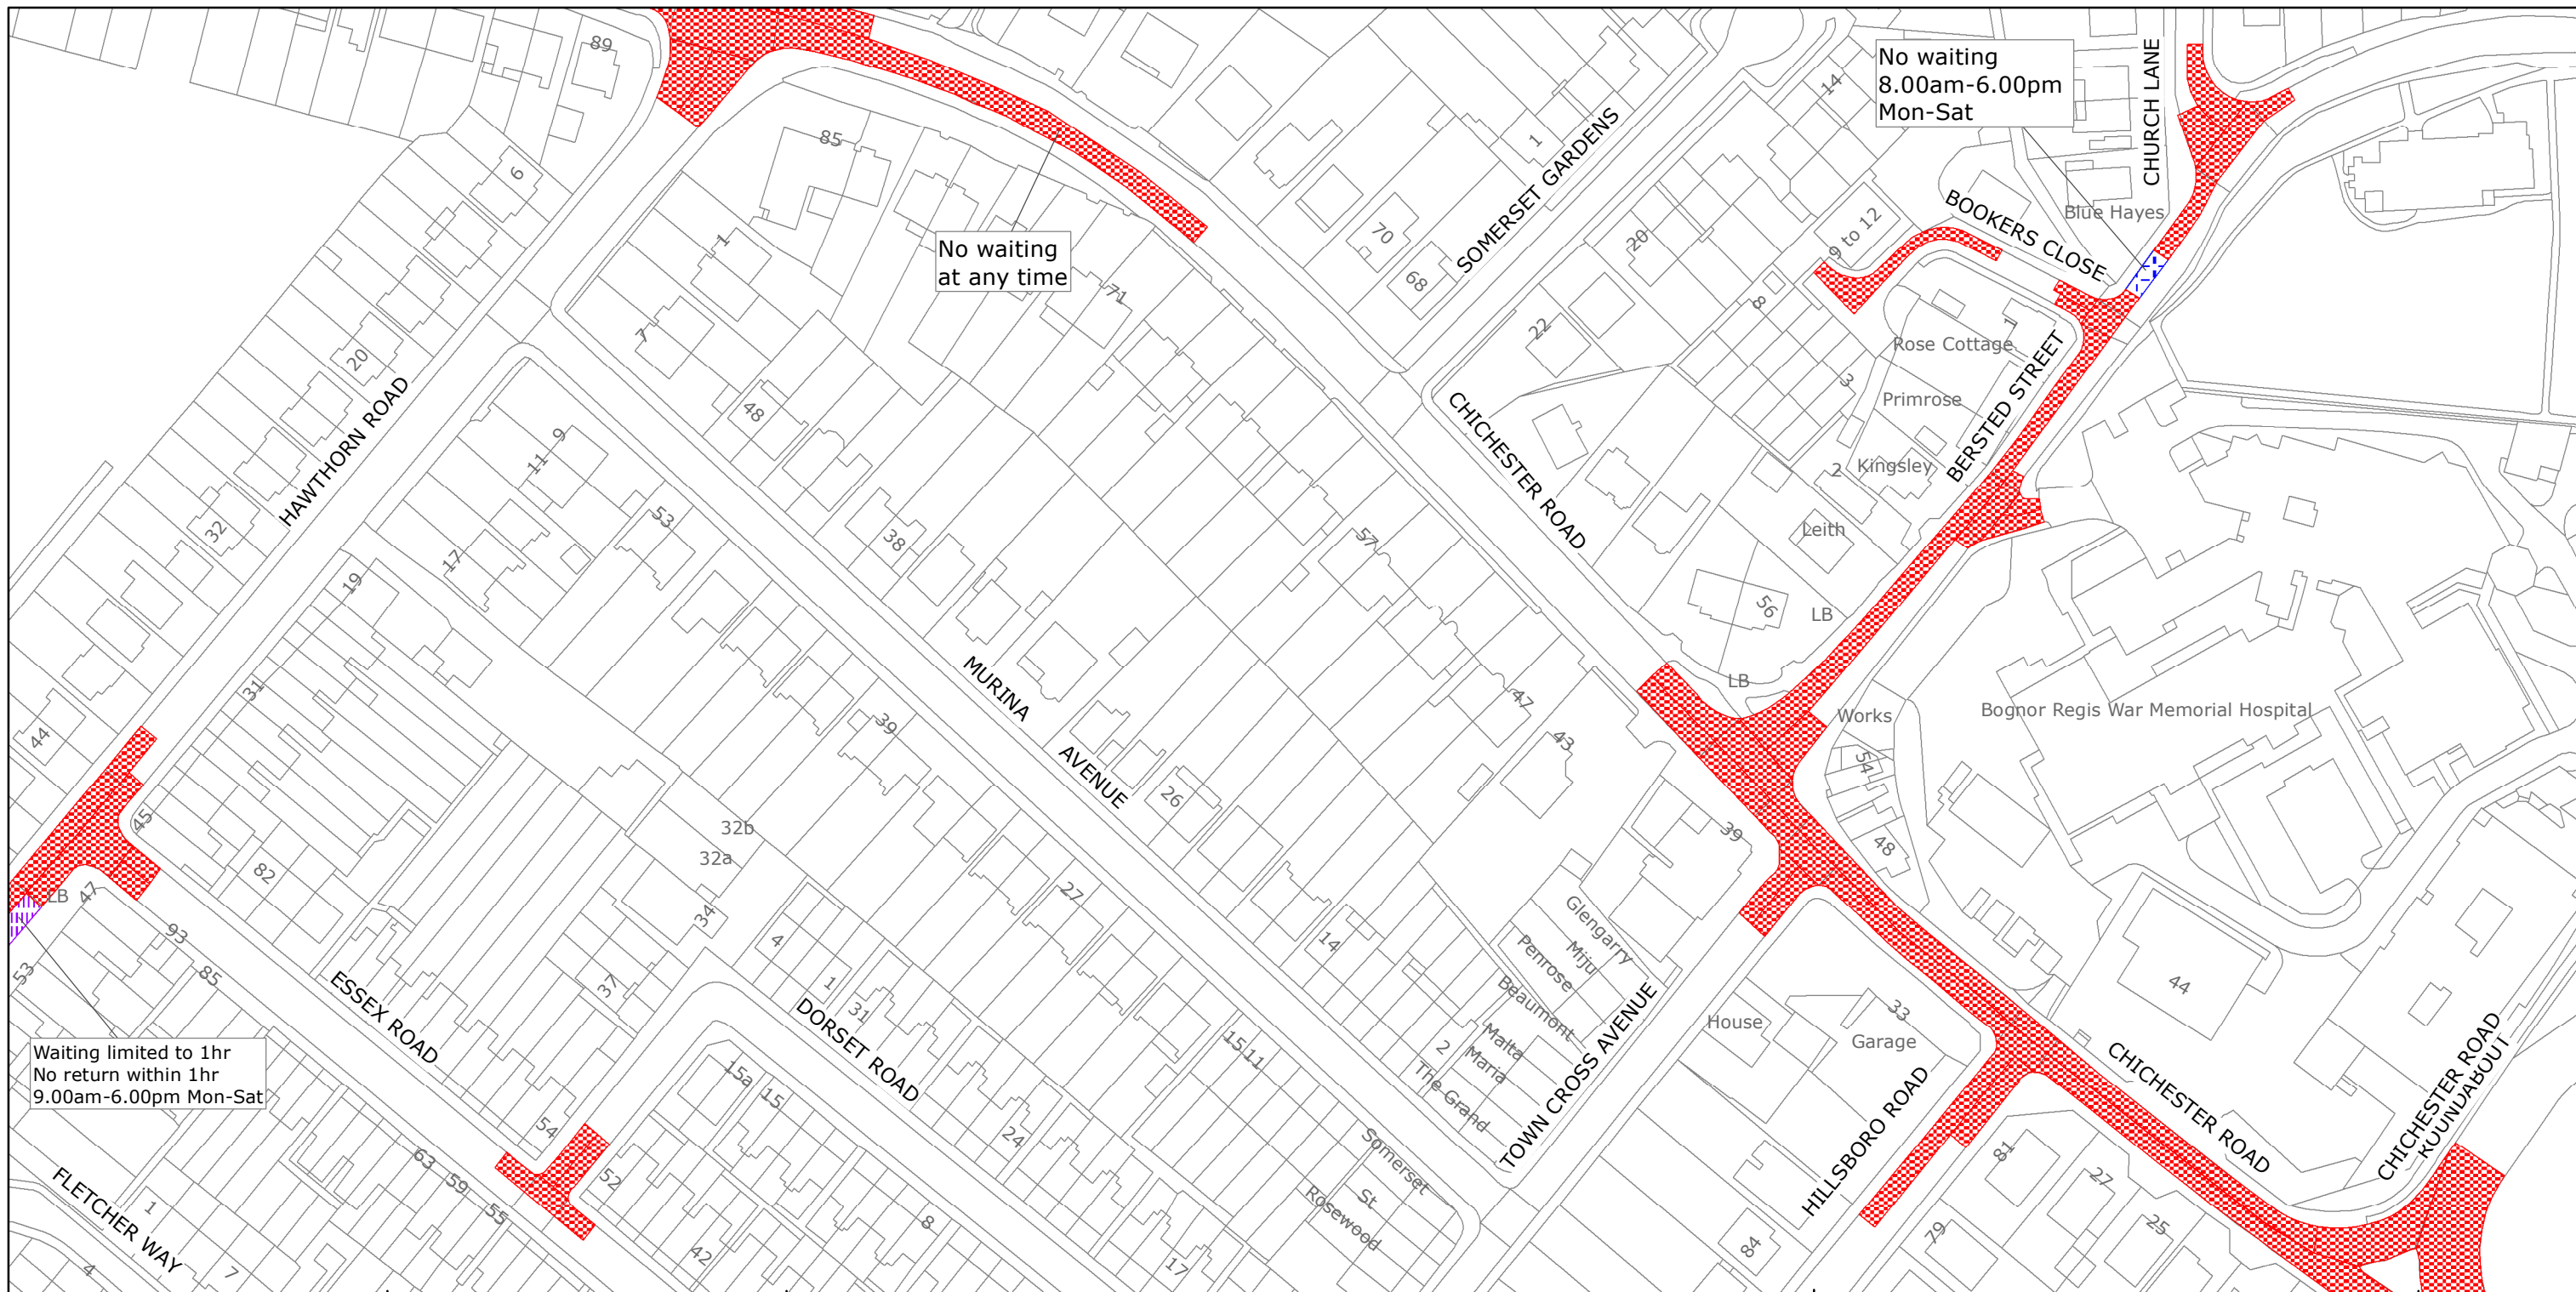 89
6
20
HAWTHORN ROAD
32
44
85
1
7
48
No waiting
at any time
71
70
68
1
SOMERSET GARDENS
14
No waiting
8.00am-6.00pm
Mon-Sat
CHURCH LANE
Blue Hayes
BOOKERS CLOSE
9 to 12
20
22
8
3
1
Rose Cottage
Primrose
BERSTED STREET
2
Kingsley
Leith
56
LB
LB
CHICHESTER ROAD
9
11
17
19
31
53
38
57
47
43
MURINA
AVENUE
39
26
45
82
LB
47
93
85
53
32b
32a
34
4
1
31
37
27
14
39
Works
54
48
Bognor Regis War Memorial Hospital
44
Glengarry
Miju
Penrose
Beaumont
Malta
Maria
2
The Grand
TOWN CROSS AVENUE
House
33
Garage
HILLSBORO ROAD
CHICHESTER ROAD
CHICHESTER ROAD
ROUNDABOUT
Waiting limited to 1hr
No return within 1hr
9.00am-6.00pm Mon-Sat
ESSEX ROAD
DORSET ROAD
15a
15
24
15
11
54
52
63
59
55
42
8
17
Somerset
St
Rosewood
84
81
79
27
25
FLETCHER WAY
1
7
4